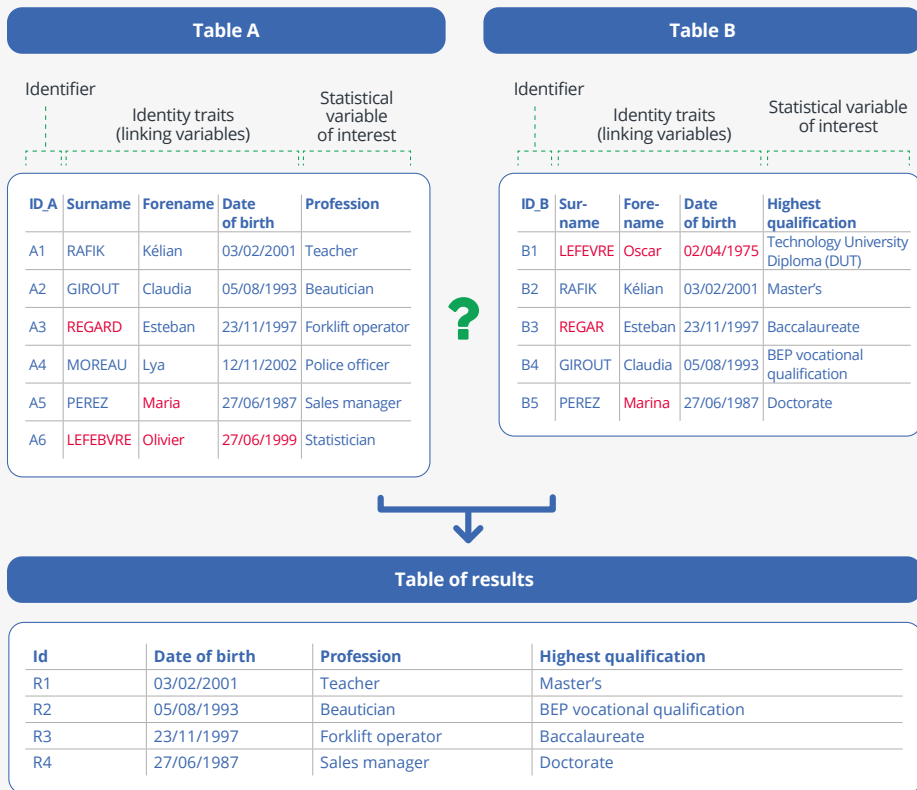 Table A
Table B
Identifier
Identity traits
(linking variables)
Statistical
variable
of interest
Identifier
Identity traits
(linking variables)
Statistical variable
of interest
ID_A Surname Forename Date of birth Profession
A1 RAFIK Kélian 03/02/2001 Teacher
A2 GIROUT Claudia 05/08/1993 Beautician
A3 REGARD Esteban 23/11/1997 Forklift operator
A4 MOREAU Lya 12/11/2002 Police officer
A5 PEREZ Maria 27/06/1987 Sales manager
A6 LEFEBVRE Olivier 27/06/1999 Statistician
?
ID_B Sur-name Fore-name Date of birth Highest qualification
B1 LEFEVRE Oscar 02/04/1975 Technology University Diploma (DUT)
B2 RAFIK Kélian 03/02/2001 Master's
B3 REGAR Esteban 23/11/1997 Baccalaureate
B4 GIROUT Claudia 05/08/1993 BEP vocational qualification
B5 PEREZ Marina 27/06/1987 Doctorate
Table of results
Id Date of birth Profession Highest qualification
R1 03/02/2001 Teacher Master's
R2 05/08/1993 Beautician BEP vocational qualification
R3 23/11/1997 Forklift operator Baccalaureate
R4 27/06/1987 Sales manager Doctorate